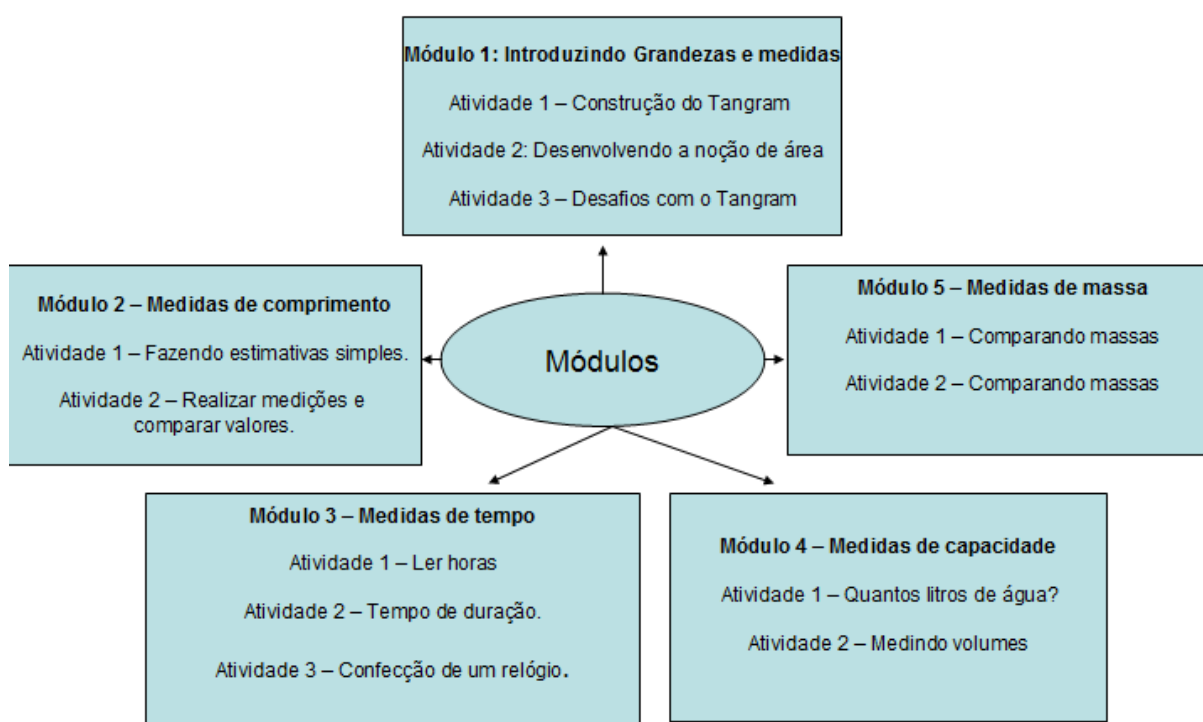 Módulo 1: Introduzindo Grandezas e medidas
Atividade 1 – Construção do Tangram
Atividade 2: Desenvolvendo a noção de área
Atividade 3 – Desafios com o Tangram
Módulo 2 – Medidas de comprimento
Atividade 1 – Fazendo estimativas simples.
Atividade 2 – Realizar medições e
comparar valores.
Módulos
Módulo 5 – Medidas de massa
Atividade 1 – Comparando massas
Atividade 2 – Comparando massas
Módulo 3 – Medidas de tempo
Atividade 1 – Ler horas
Atividade 2 – Tempo de duração.
Atividade 3 – Confecção de um relógio.
Módulo 4 – Medidas de capacidade
Atividade 1 – Quantos litros de água?
Atividade 2 – Medindo volumes